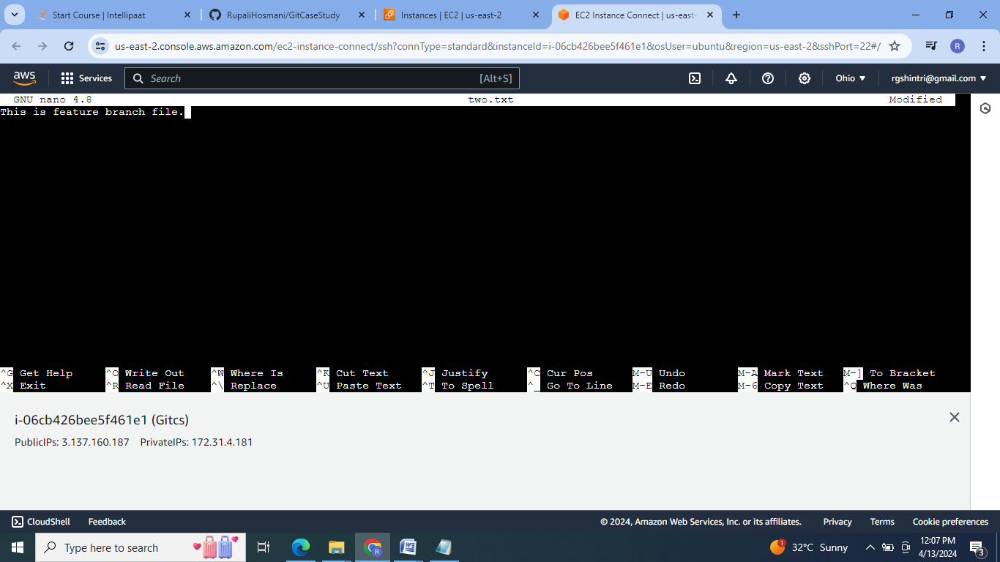 Start Course | Intellipaat
RupaliHosmani/GitCaseStudy
Instances | EC2 | us-east-2
EC2 Instance Connect | us-east-
us-east-2.console.aws.amazon.com/ec2-instance-connect/ssh?connType=standard&instanceId=i-06cb426bee5f461e1&osUser=ubuntu&region=us-east-2&sshPort=22#/
R
aws Services Search [Alt+S] Ohio rgshintri@gmail.com
GNU nano 4.8 two.txt Modified
This is feature branch file.
^G Get Help ^O Write Out ^W Where Is ^K Cut Text ^J Justify ^C Cur Pos M-U Undo M-A Mark Text M-] To Bracket
^X Exit ^R Read File ^\ Replace ^U Paste Text ^T To Spell ^_ Go To Line M-E Redo M-6 Copy Text ^Q Where Was
i-06cb426bee5f461e1 (Gitcs)
PublicIPs: 3.137.160.187 PrivateIPs: 172.31.4.181
CloudShell Feedback © 2024, Amazon Web Services, Inc. or its affiliates. Privacy Terms Cookie preferences
Type here to search
R
W
1
32°C Sunny
12:07 PM
4/13/2024
3